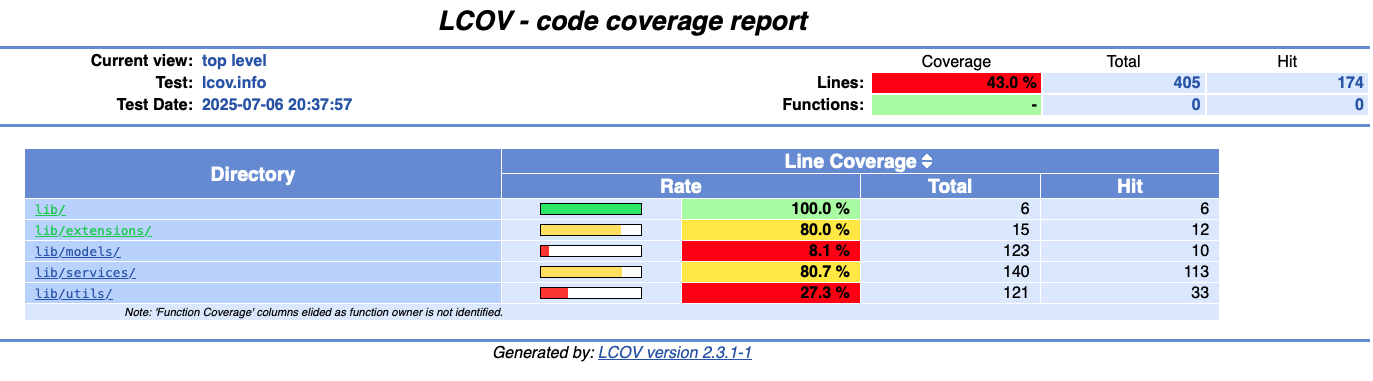 LCOV - code coverage report
Current view: top level
Coverage Total Hit
Test: lcov.info
Lines: 43.0 % 405 174
Test Date: 2025-07-06 20:37:57
Functions: - 0 0
Directory
Line Coverage
Rate Total Hit
lib/ 100.0 % 6 6
lib/extensions/ 80.0 % 15 12
lib/models/ 8.1 % 123 10
lib/services/ 80.7 % 140 113
lib/utils/ 27.3 % 121 33
Note: 'Function Coverage' columns elided as function owner is not identified.
Generated by: LCOV version 2.3.1-1